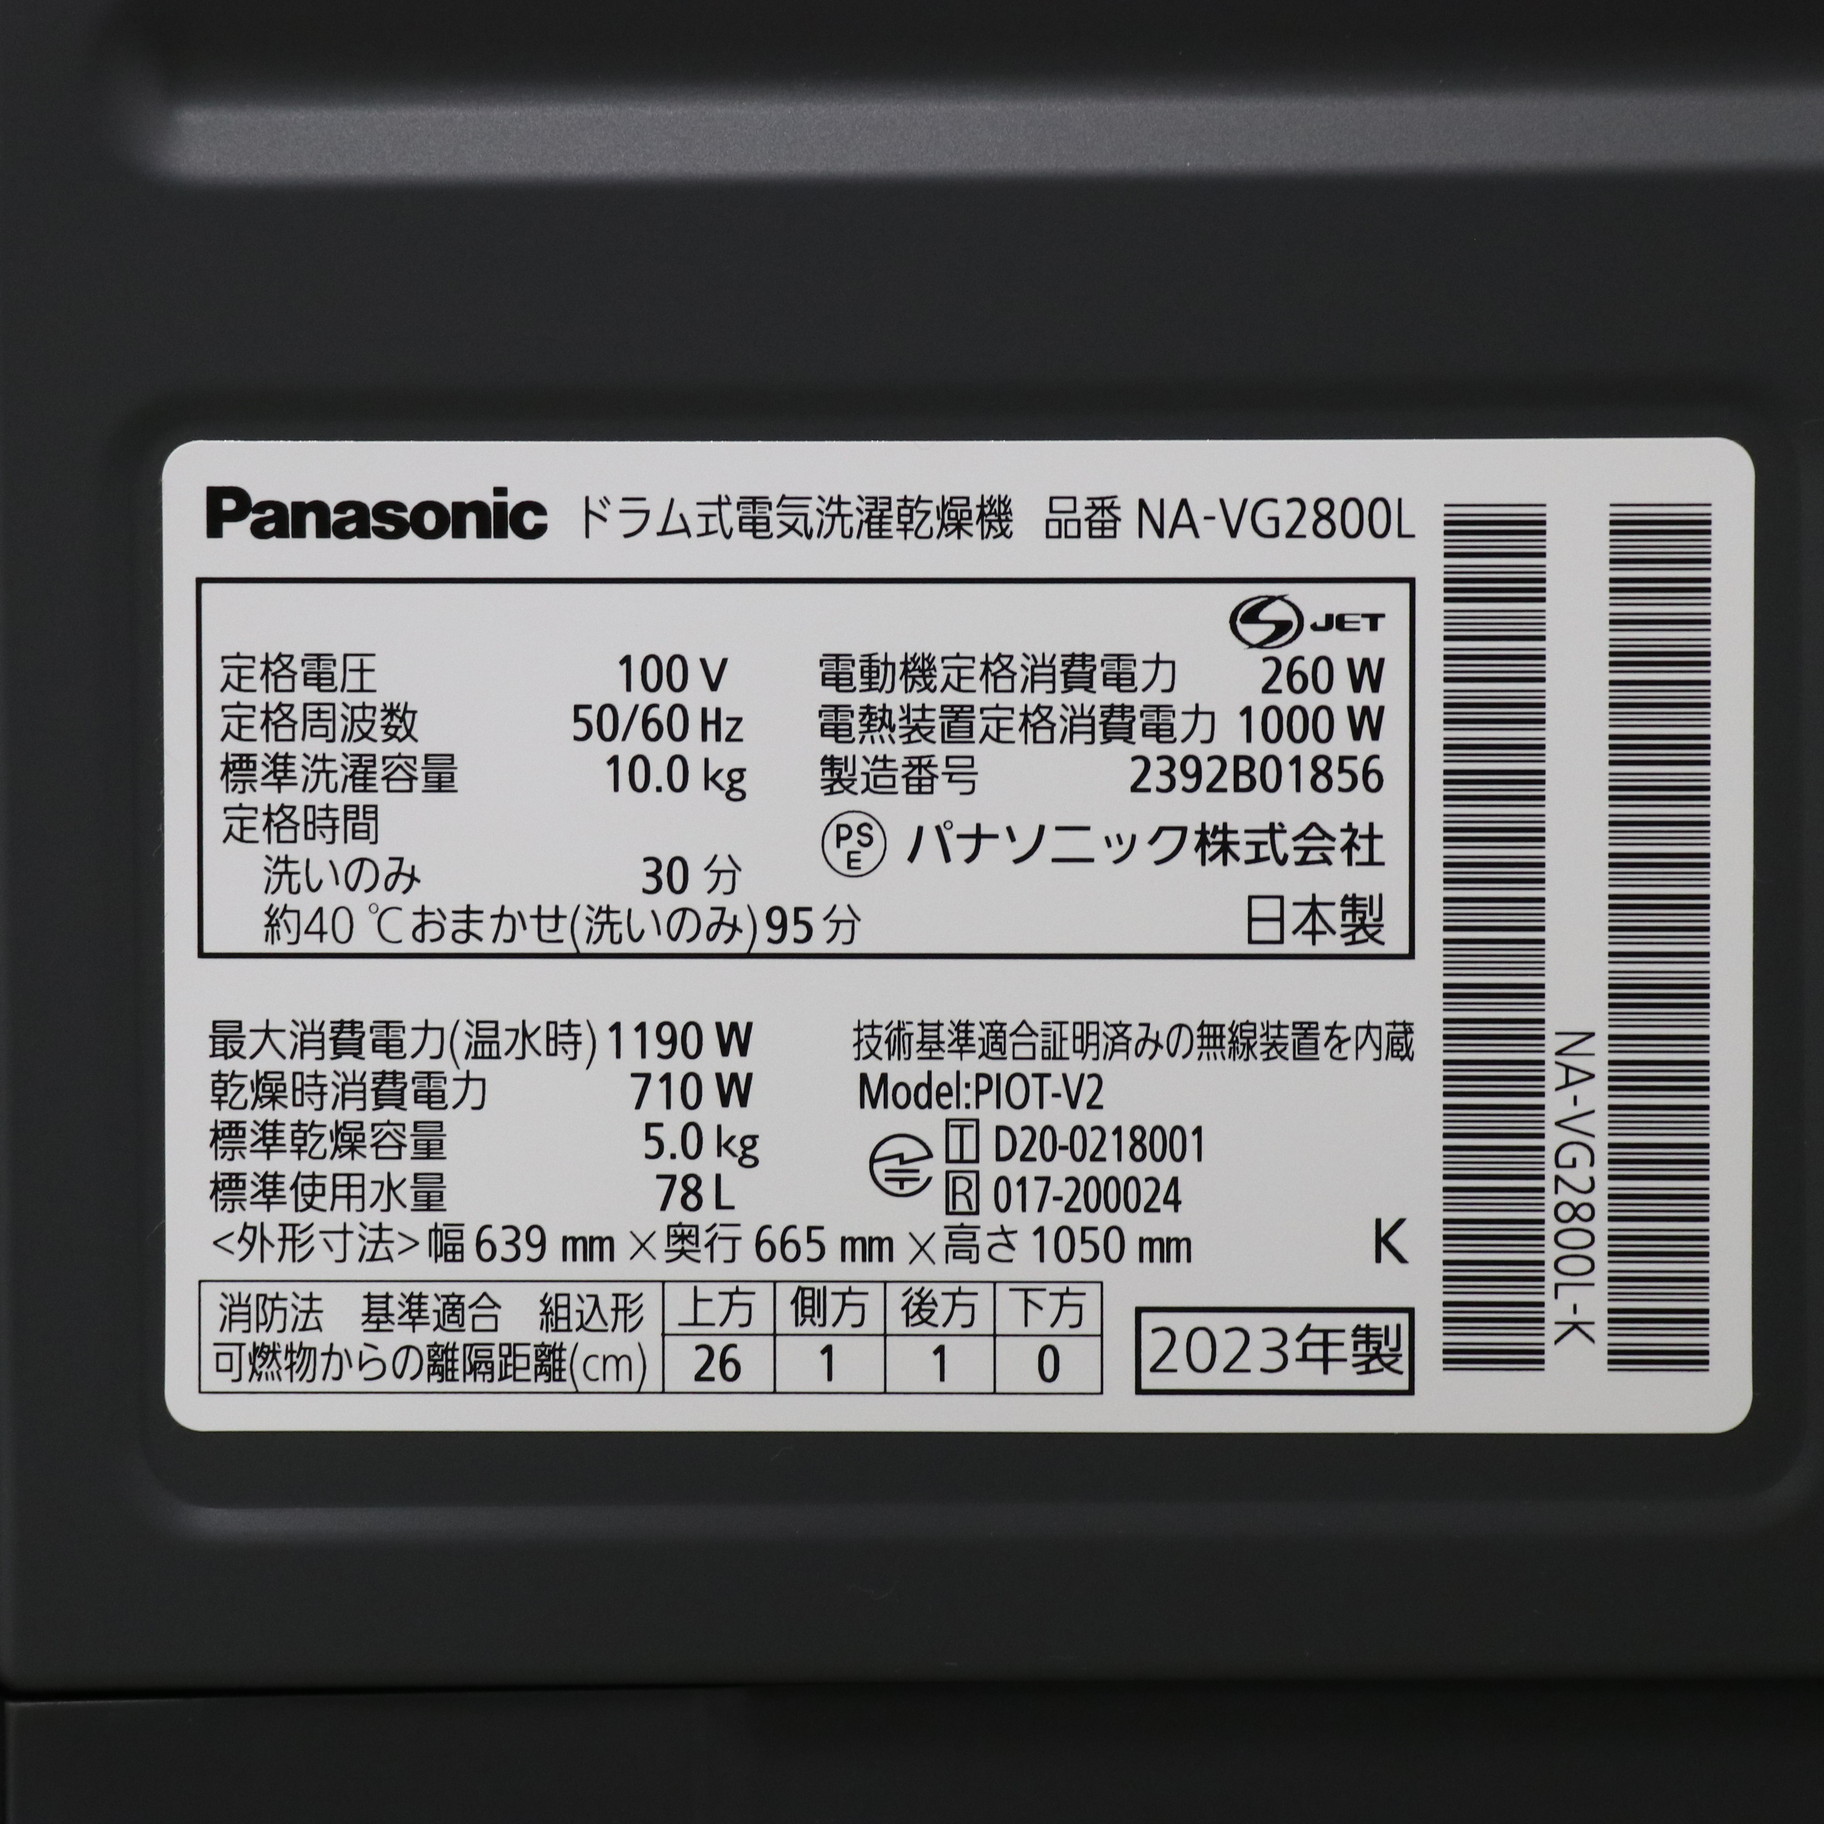 Panasonic ドラム式電気洗濯乾燥機 品番 NA-VG2800L
JET
定格電圧 100 V
定格周波数 50/60 Hz
標準洗濯容量 10.0 kg
定格時間
洗いのみ 30 分
約40℃おまかせ(洗いのみ) 95 分
電動機定格消費電力 260 W
電熱装置定格消費電力 1000 W
製造番号 2392B01856
PSE パナソニック株式会社
日本製
最大消費電力(温水時) 1190 W
乾燥時消費電力 710 W
標準乾燥容量 5.0 kg
標準使用水量 78 L
<外形寸法> 幅 639 mm × 奥行 665 mm × 高さ 1050 mm
技術基準適合証明済みの無線装置を内蔵
Model:PIOT-V2
T D20-0218001
R 017-200024
K
消防法 基準適合 組込形 上方 側方 後方 下方
可燃物からの離隔距離(cm) 26 1 1 0
2023年製
NA-VG2800L-K